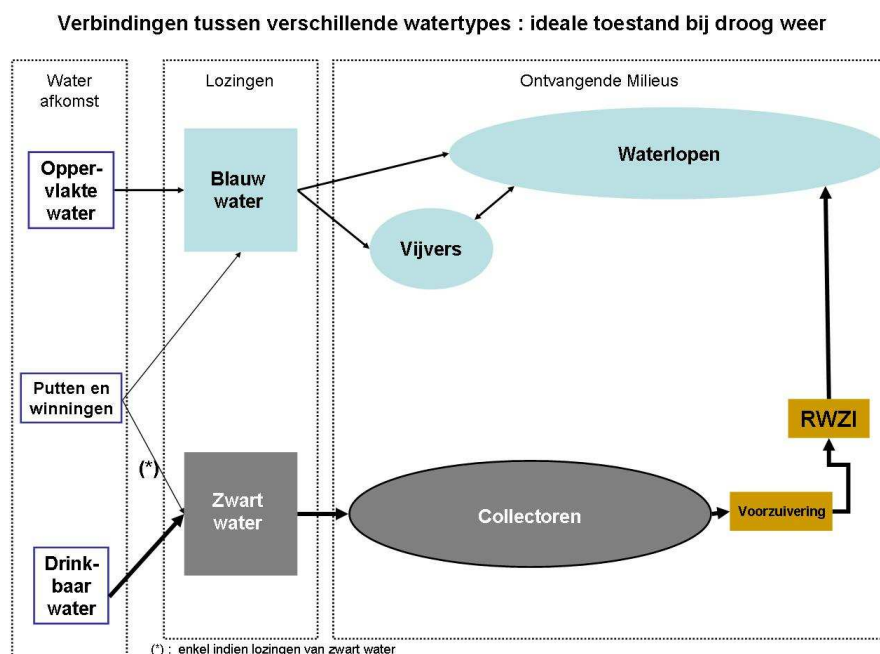 Verbindingen tussen verschillende watertypes : ideale toestand bij droog weer
Water
afkomst
Lozingen
Ontvangende Milieus
Opper-
vlakte
water
Blauw
water
Waterlopen
Vijvers
Putten en
winningen
(*)
Zwart
water
Collectoren
RWZI
Voorzuivering
Drink-
baar
water
(*) : enkel indien lozingen van zwart water